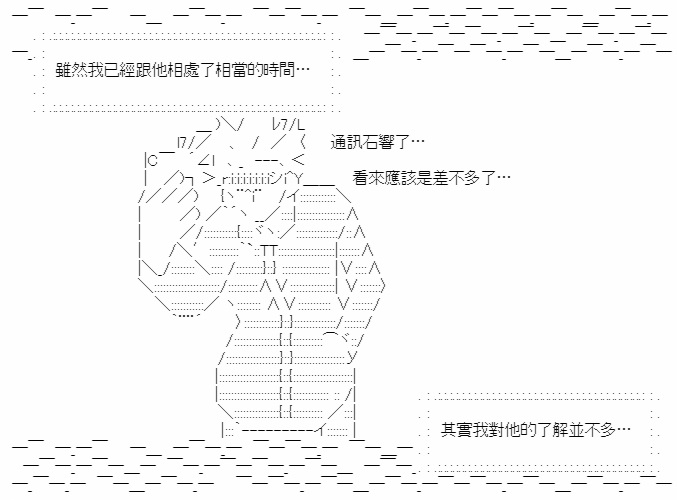 雖然我已經跟他相處了相當的時間…
通訊石響了…
看來應該是差不多了…
其實我對他的了解並不多…